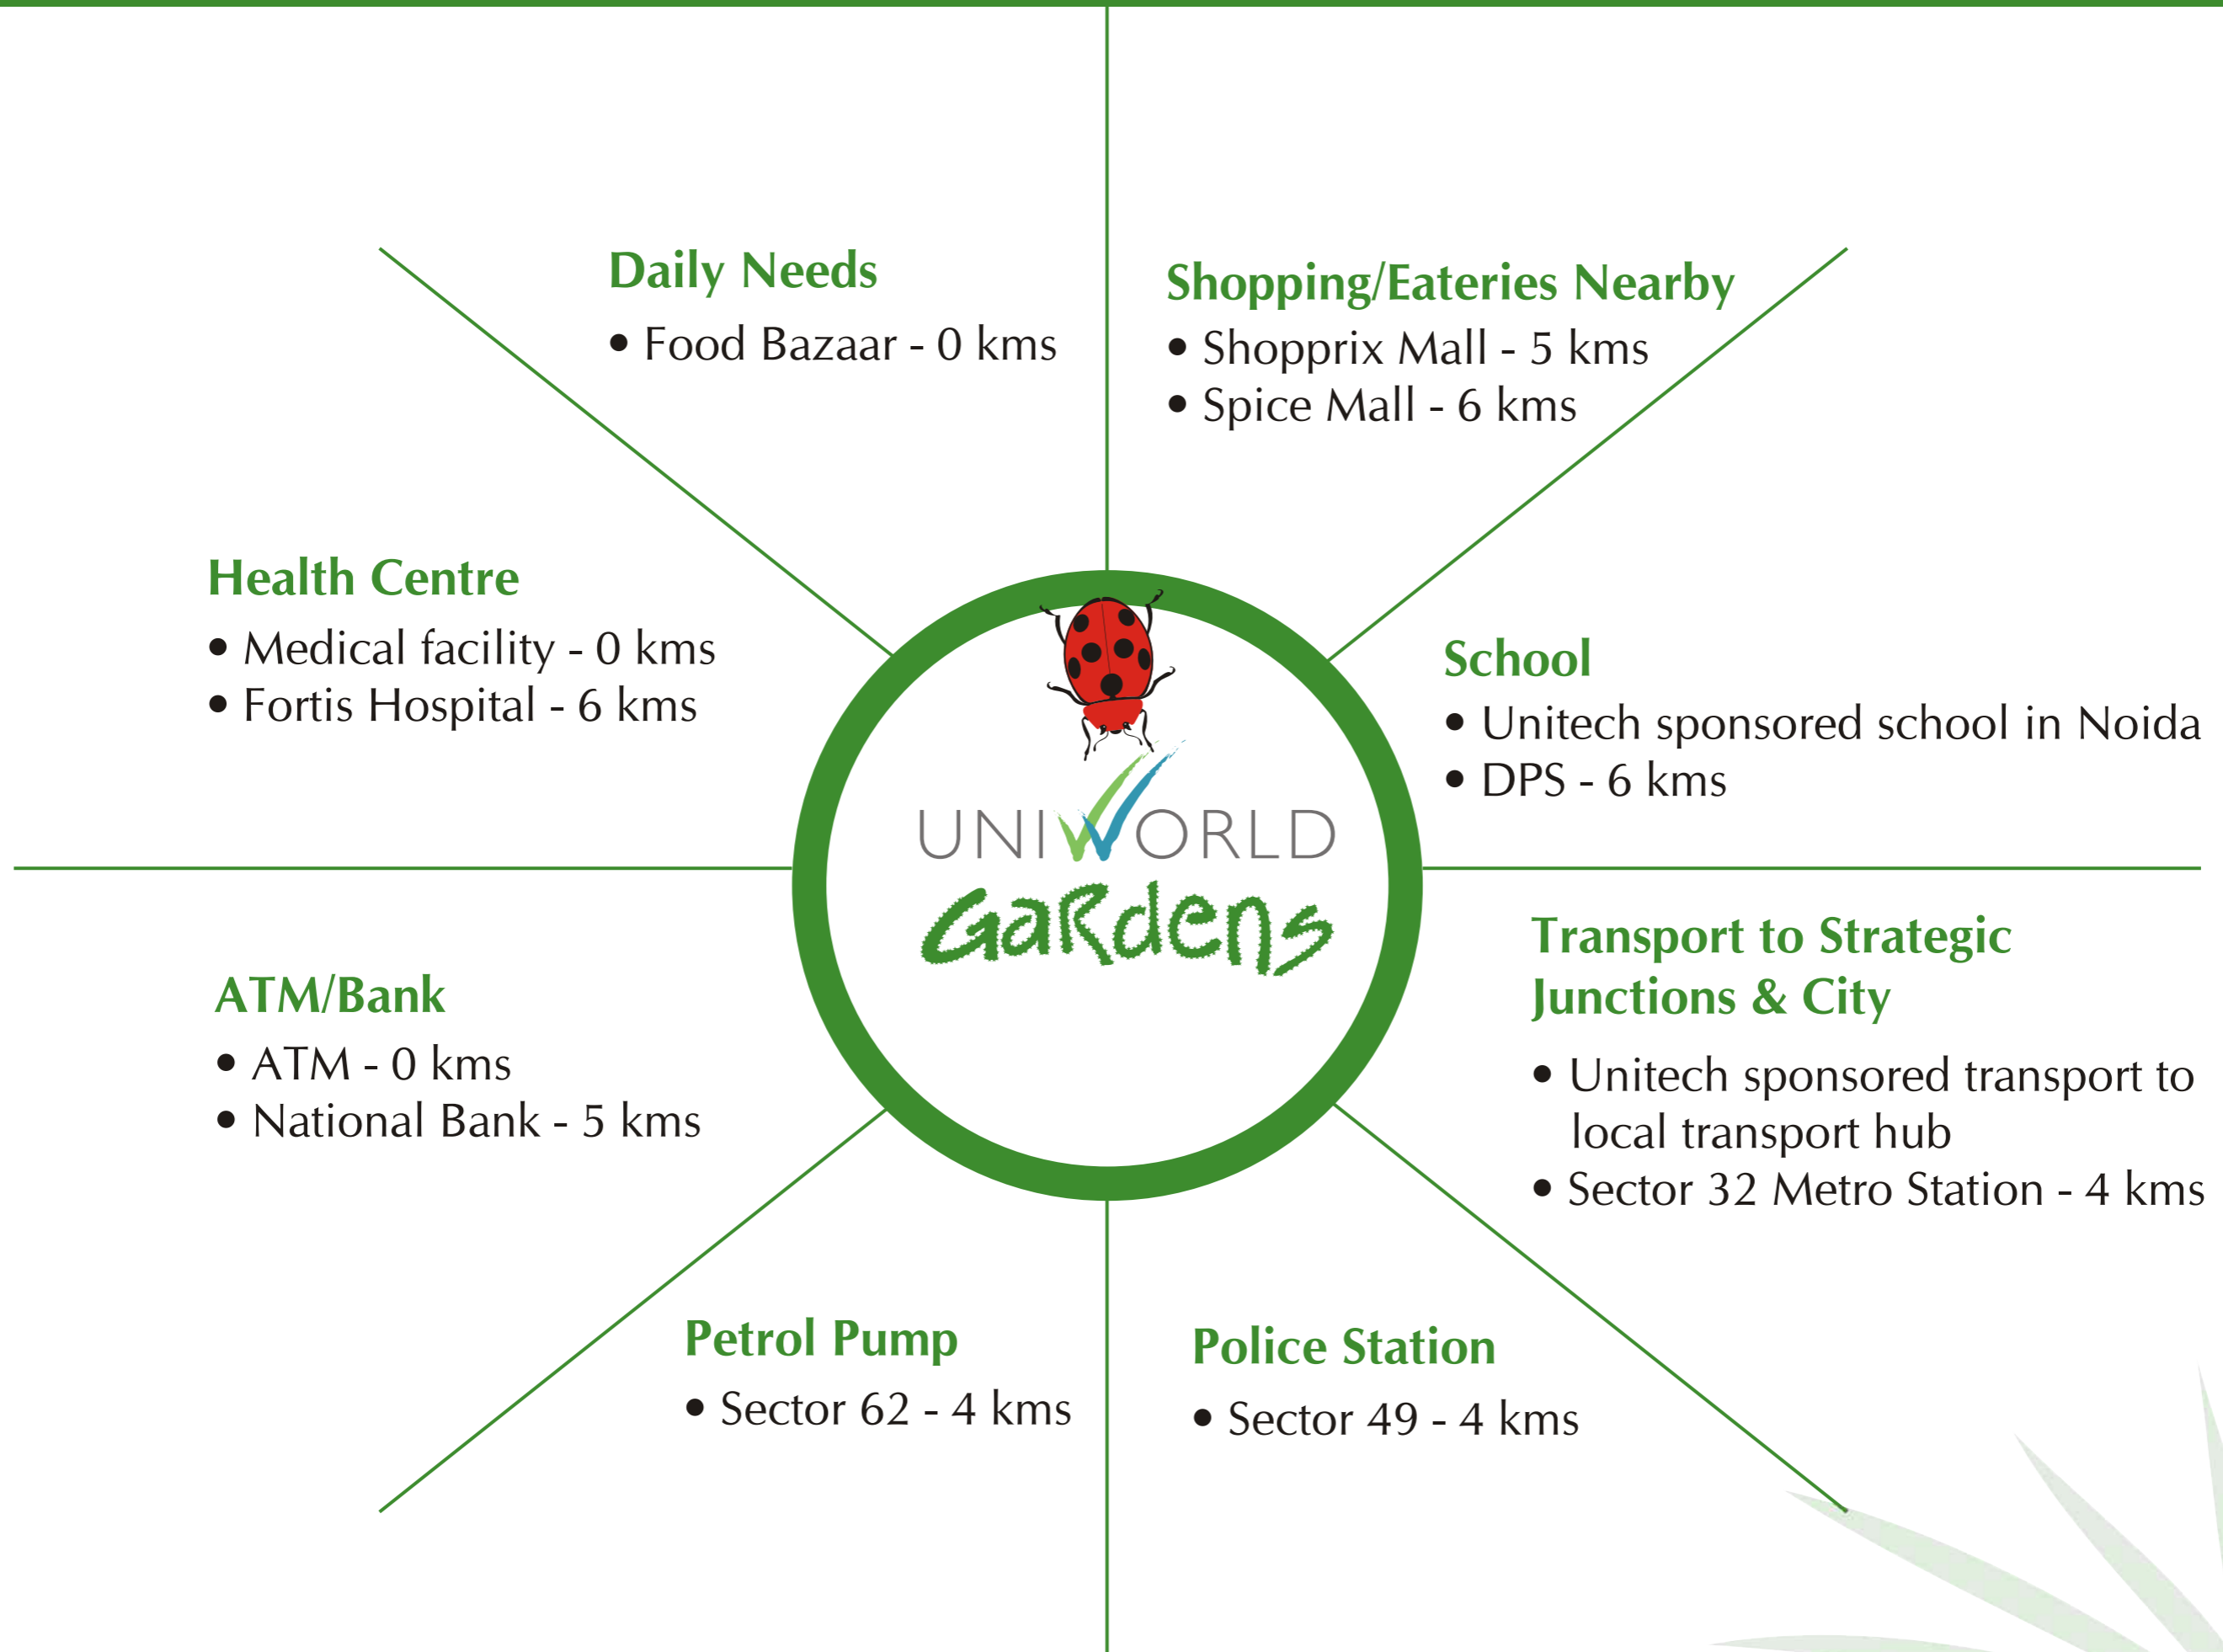 Daily Needs
• Food Bazaar - 0 kms
Shopping/Eateries Nearby
• Shopprix Mall - 5 kms
• Spice Mall - 6 kms
Health Centre
• Medical facility - 0 kms
• Fortis Hospital - 6 kms
School
• Unitech sponsored school in Noida
• DPS - 6 kms
UNIWORLD
Gardens
ATM/Bank
• ATM - 0 kms
• National Bank - 5 kms
Transport to Strategic
Junctions & City
• Unitech sponsored transport to
local transport hub
• Sector 32 Metro Station - 4 kms
Petrol Pump
• Sector 62 - 4 kms
Police Station
• Sector 49 - 4 kms